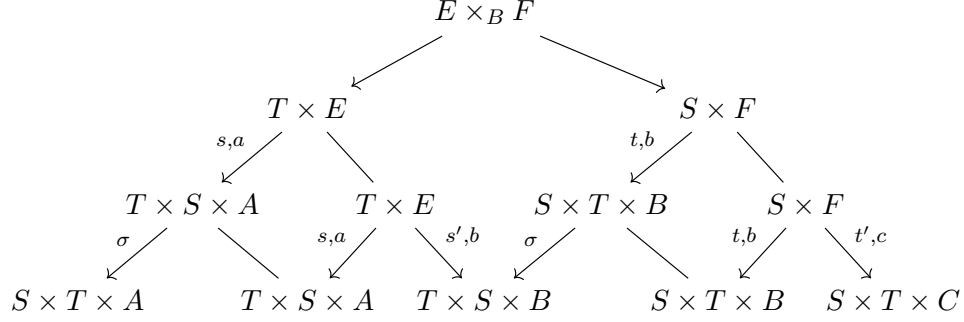 E ×_B F
T × E S × F
s,a t,b
T × S × A T × E S × T × B S × F
σ s,a s′,b σ t,b t′,c
S × T × A T × S × A T × S × B S × T × B S × T × C